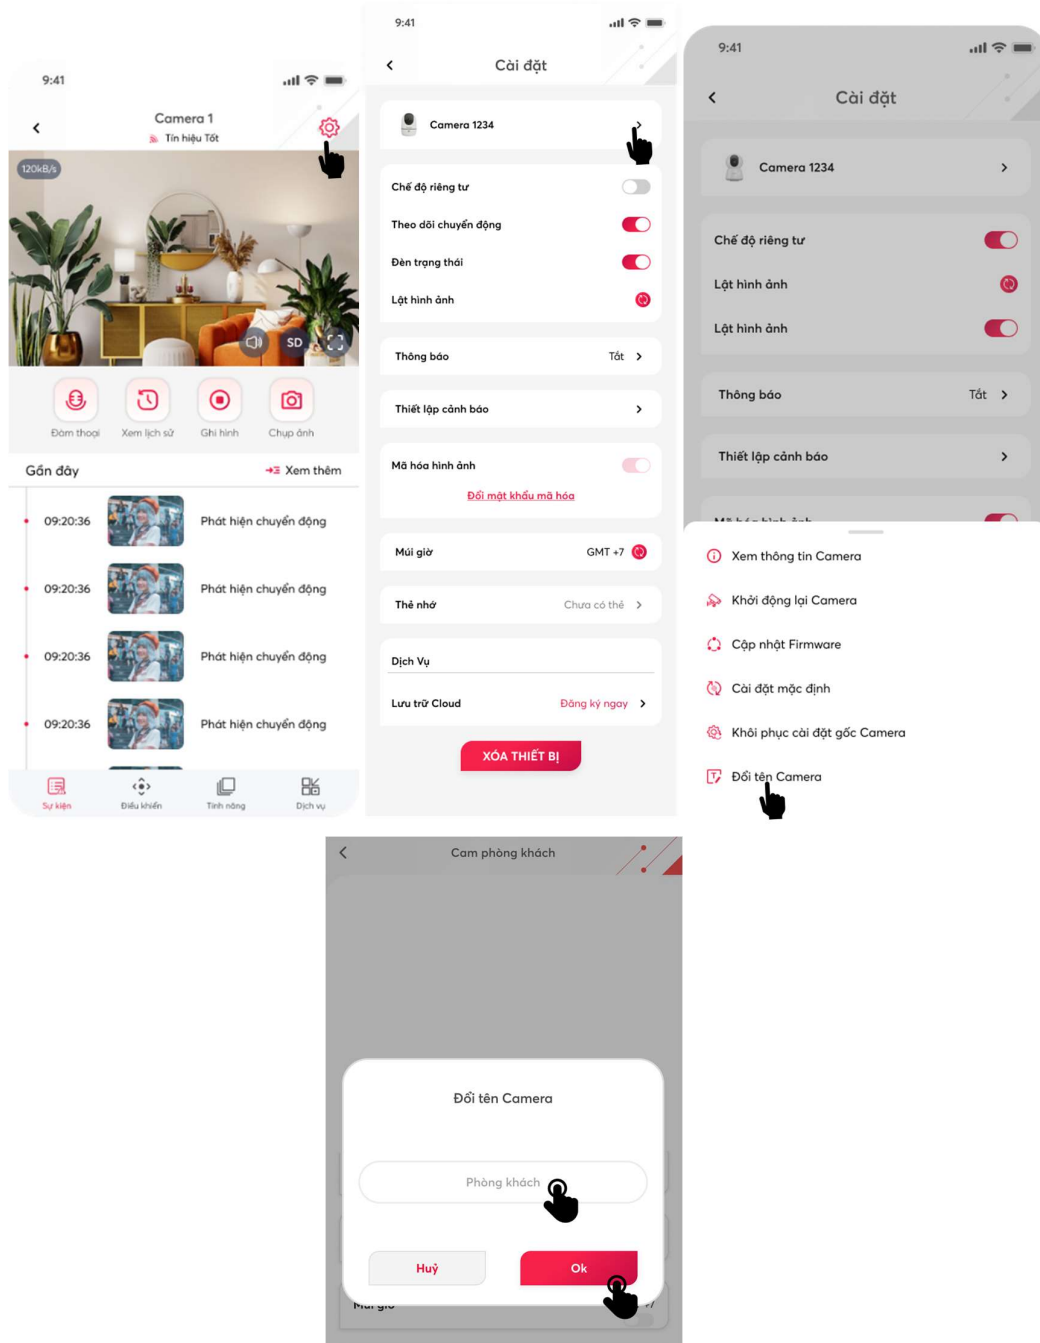 9:41
Camera 1
Tín hiệu Tốt
120kB/s
SD
Đàm thoại
Xem lịch sử
Ghi hình
Chụp ảnh
Gần đây
Xem thêm
09:20:36 Phát hiện chuyển động
09:20:36 Phát hiện chuyển động
09:20:36 Phát hiện chuyển động
09:20:36 Phát hiện chuyển động
Sự kiện
Điều khiển
Tính năng
Dịch vụ
9:41
Cài đặt
Camera 1234
Chế độ riêng tư
Theo dõi chuyển động
Đèn trạng thái
Lật hình ảnh
Thông báo Tắt
Thiết lập cảnh báo
Mã hóa hình ảnh
Đổi mật khẩu mã hóa
Múi giờ GMT +7
Thẻ nhớ Chưa có thẻ
Dịch Vụ
Lưu trữ Cloud Đăng ký ngay
XÓA THIẾT BỊ
9:41
Cài đặt
Camera 1234
Chế độ riêng tư
Lật hình ảnh
Lật hình ảnh
Thông báo Tắt
Thiết lập cảnh báo
Mã hóa hình ảnh
Xem thông tin Camera
Khởi động lại Camera
Cập nhật Firmware
Cài đặt mặc định
Khôi phục cài đặt gốc Camera
Đổi tên Camera
Cam phòng khách
Đổi tên Camera
Phòng khách
Huỷ
Ok
Múi giờ